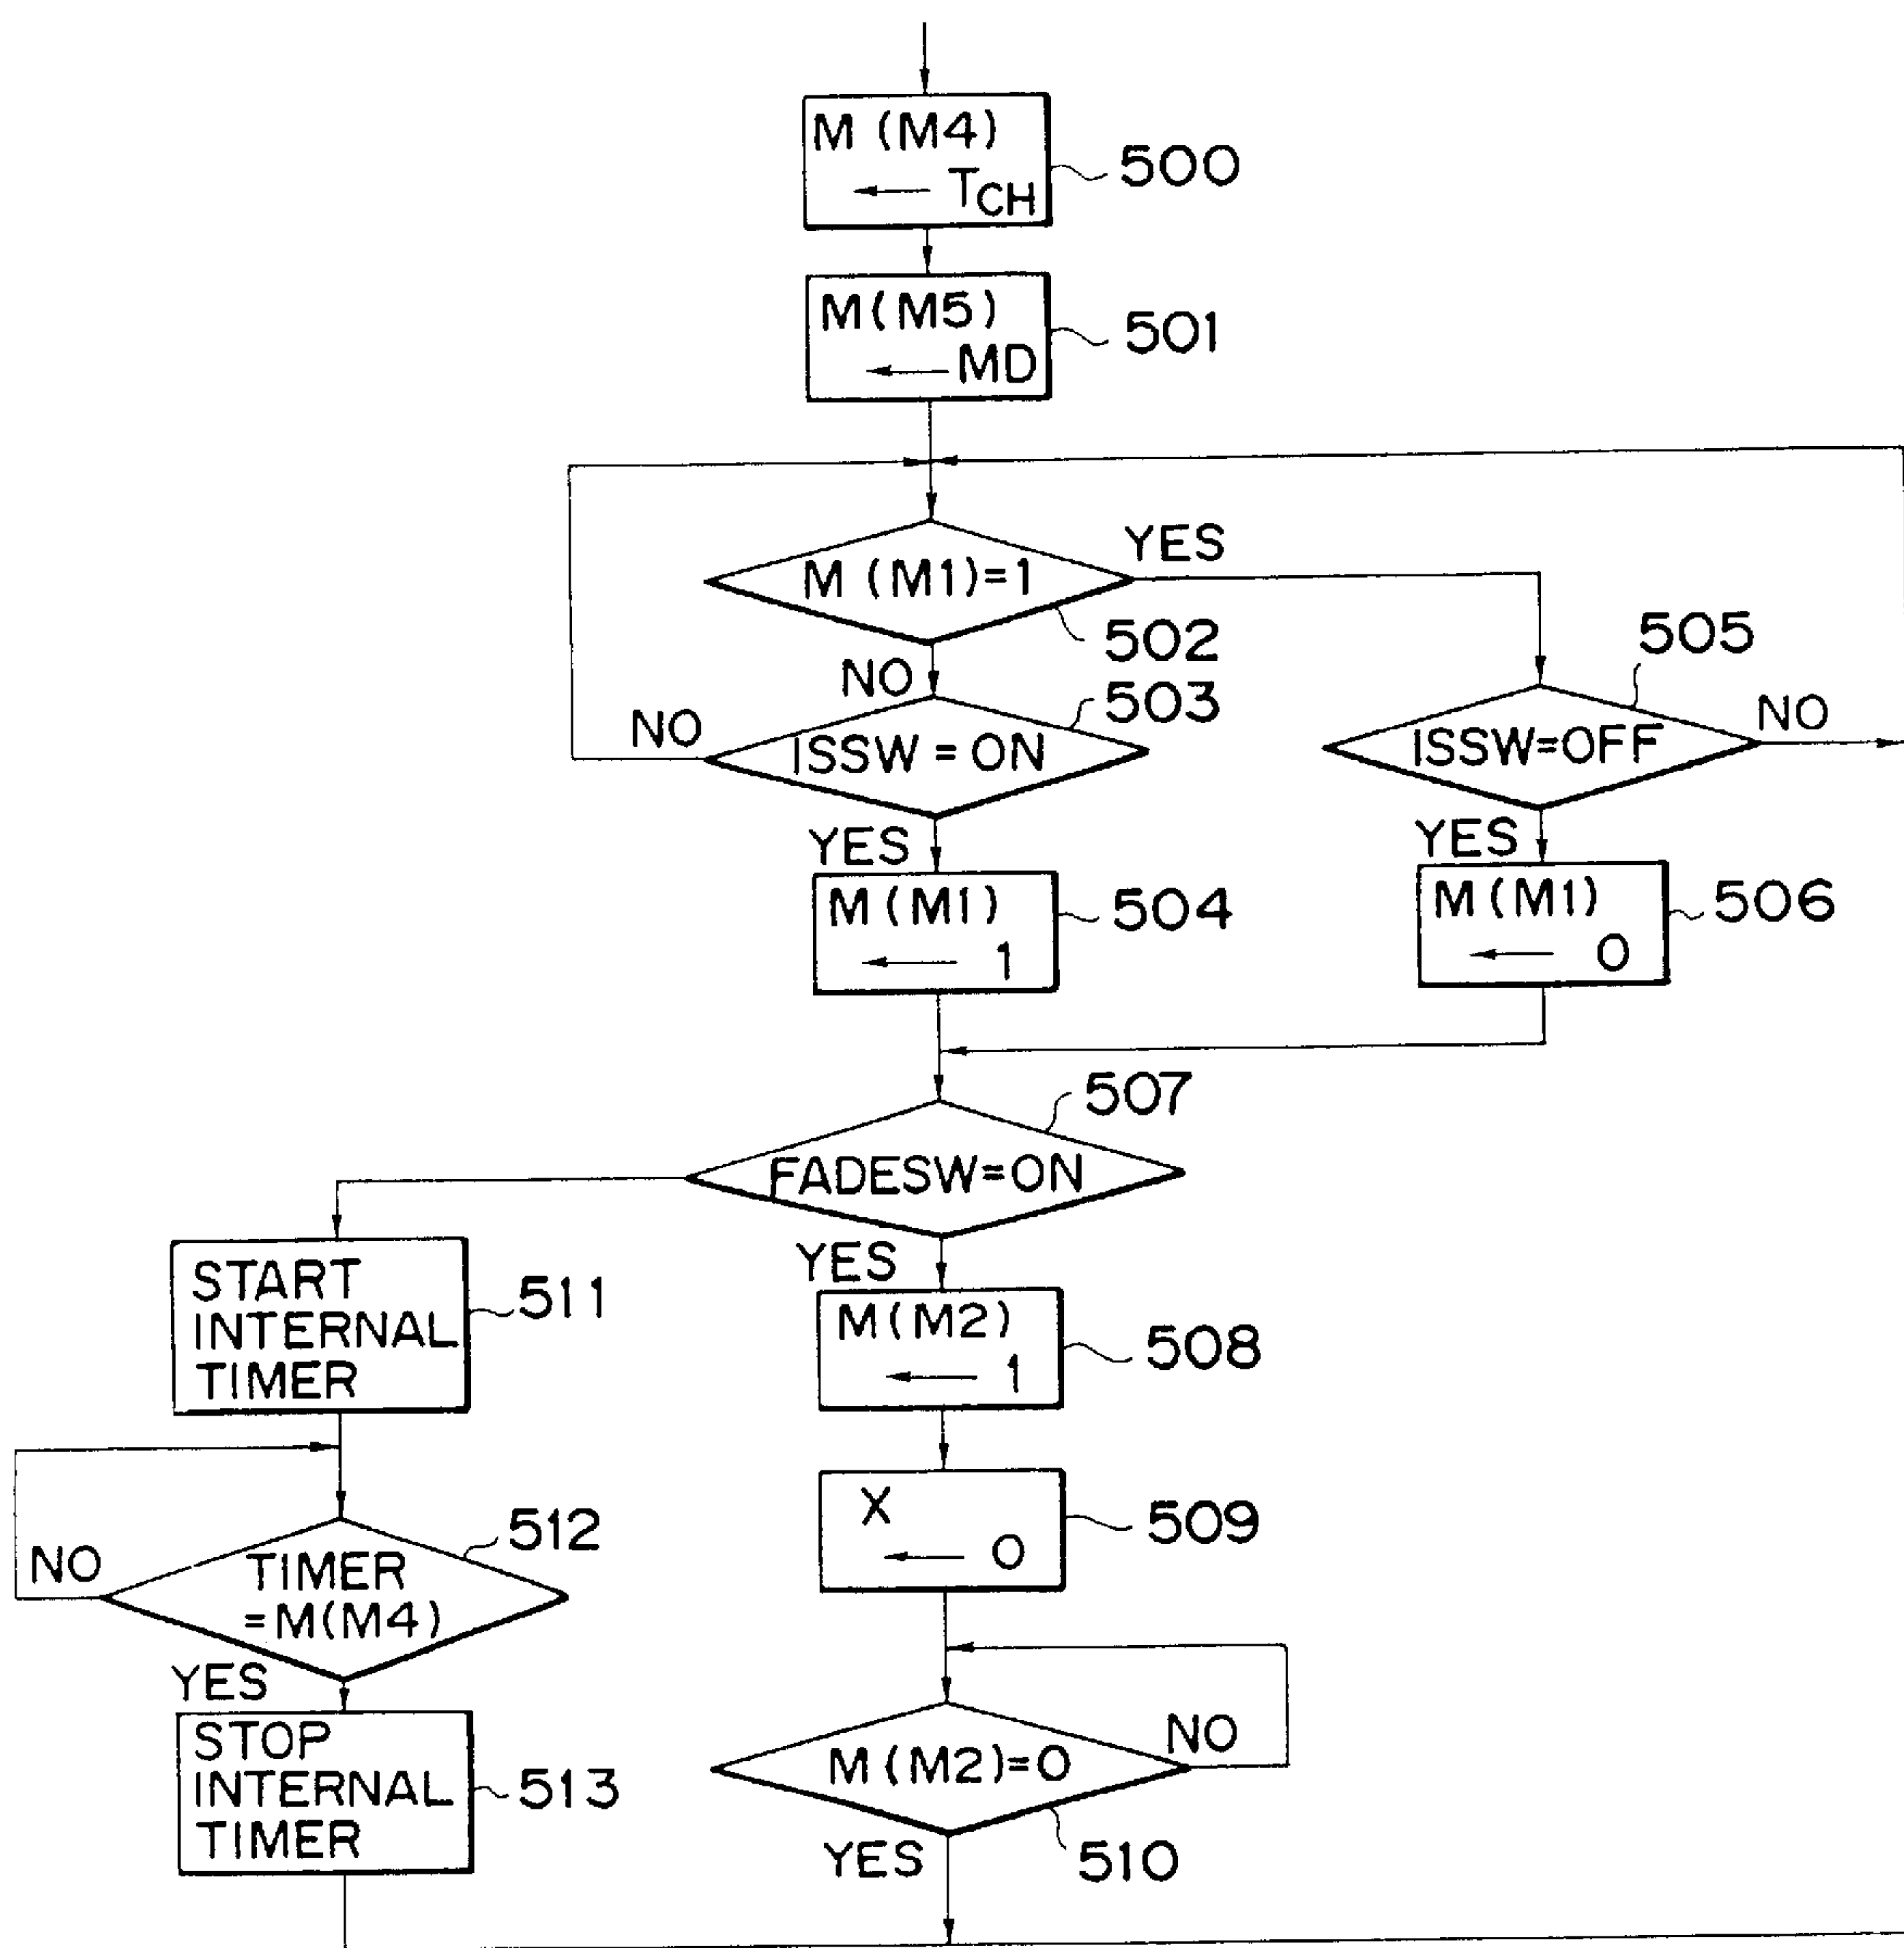 M (M4)
← TCH
500
M(M5)
← MD
501
M (M1)=1
YES
502
NO
503
ISSW = ON
NO
YES
505
ISSW=OFF
NO
YES
M (M1)
← 1
504
M (M1)
← 0
506
507
FADESW=ON
YES
START
INTERNAL
TIMER
511
M(M2)
← 1
508
X
← 0
509
512
TIMER
=M(M4)
NO
YES
STOP
INTERNAL
TIMER
513
M (M2)=0
NO
510
YES